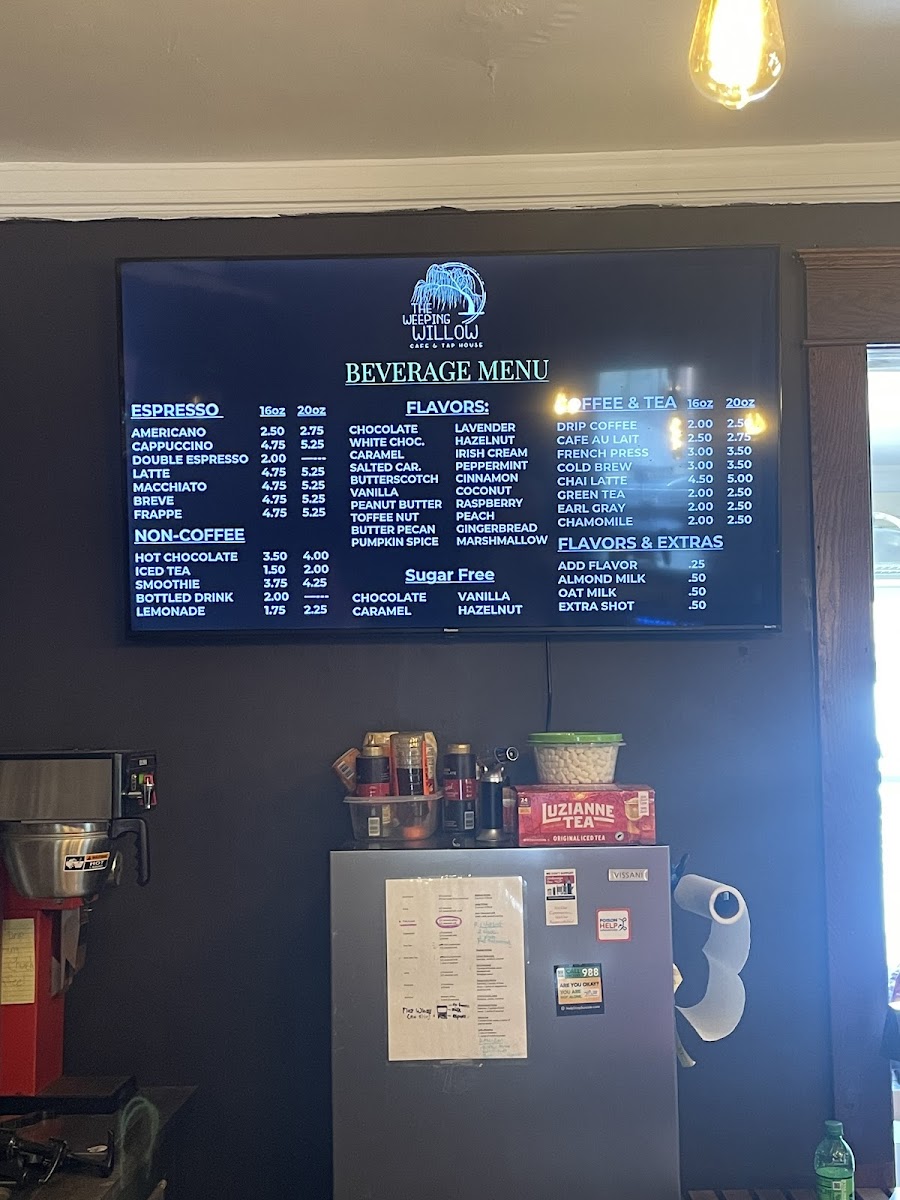 THE
WEEPING
WILLOW
CAFE & TAP HOUSE
BEVERAGE MENU
ESPRESSO 16oz 20oz
AMERICANO 2.50 2.75
CAPPUCCINO 4.75 5.25
DOUBLE ESPRESSO 2.00 -----
LATTE 4.75 5.25
MACCHIATO 4.75 5.25
BREVE 4.75 5.25
FRAPPE 4.75 5.25
NON-COFFEE
HOT CHOCOLATE 3.50 4.00
ICED TEA 1.50 2.00
SMOOTHIE 3.75 4.25
BOTTLED DRINK 2.00 -----
LEMONADE 1.75 2.25
FLAVORS:
CHOCOLATE LAVENDER
WHITE CHOC. HAZELNUT
CARAMEL IRISH CREAM
SALTED CAR. PEPPERMINT
BUTTERSCOTCH CINNAMON
VANILLA COCONUT
PEANUT BUTTER RASPBERRY
TOFFEE NUT PEACH
BUTTER PECAN GINGERBREAD
PUMPKIN SPICE MARSHMALLOW
Sugar Free
CHOCOLATE VANILLA
CARAMEL HAZELNUT
COFFEE & TEA 16oz 20oz
DRIP COFFEE 2.00 2.50
CAFE AU LAIT 2.50 2.75
FRENCH PRESS 3.00 3.50
COLD BREW 3.00 3.50
CHAI LATTE 4.50 5.00
GREEN TEA 2.00 2.50
EARL GRAY 2.00 2.50
CHAMOMILE 2.00 2.50
FLAVORS & EXTRAS
ADD FLAVOR .25
ALMOND MILK .50
OAT MILK .50
EXTRA SHOT .50
LUZIANNE
TEA
ORIGINAL ICED TEA
VISSANI
POISON
HELP
988
ARE YOU OKAY?
YOU ARE
HOT